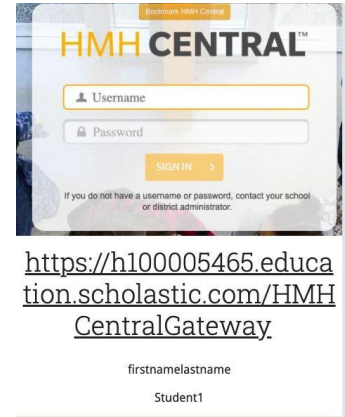 Bookmark HMH Central
HMH CENTRAL™
Username
Password
SIGN IN >
If you do not have a username or password, contact your school
or district administrator.
https://h100005465.educa
tion.scholastic.com/HMH
CentralGateway
firstnamelastname
Student1